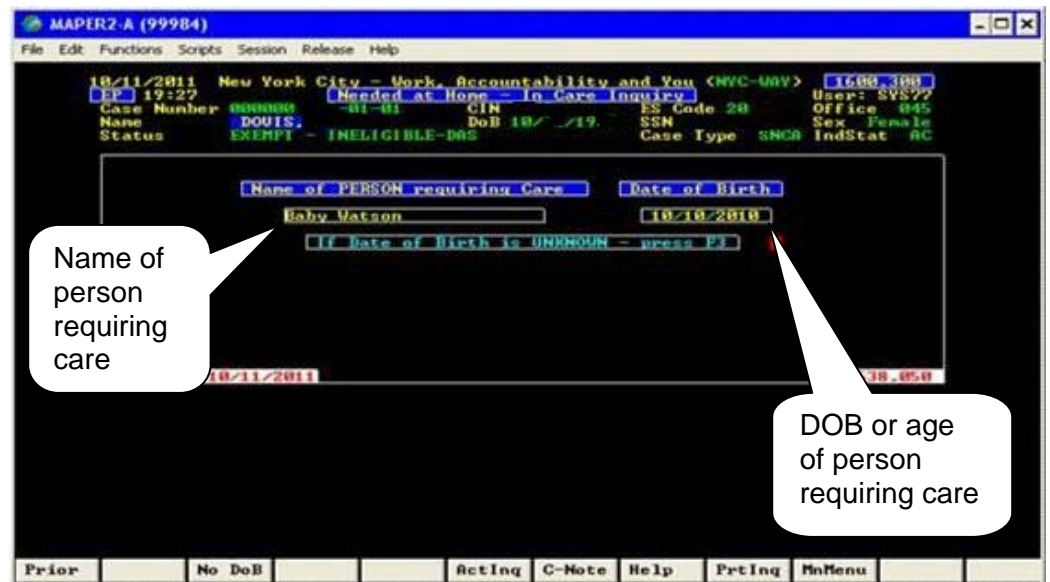 MAPER2-A (99984)
File Edit Functions Scripts Session Release Help
10/11/2011 New York City - Work, Accountability and You <NYC-WAY> 1600,300
EP 19:27 Needed at Home - In Care Inquiry User: SYS77
Case Number 000000 -01-01 CIN ES Code 20 Office 045
Name DOVIS, DoB 10/ /19. SSN Sex Female
Status EXEMPT - INELIGIBLE-DAS Case Type SNCA IndStat AC
Name of PERSON requiring Care Date of Birth
Baby Watson 10/10/2010
If Date of Birth is UNKNOWN - press F3
Name of
person
requiring
care
10/11/2011 38.050
DOB or age
of person
requiring care
Prior No DoB ActInq C-Note Help PrtInq MnMenu